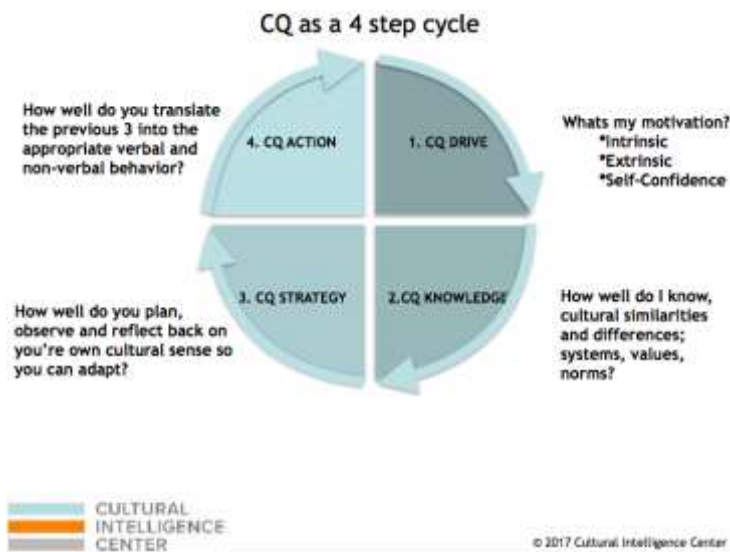 CQ as a 4 step cycle
How well do you translate
the previous 3 into the
appropriate verbal and
non-verbal behavior?
4. CQ ACTION
1. CQ DRIVE
Whats my motivation?
*Intrinsic
*Extrinsic
*Self-Confidence
How well do you plan,
observe and reflect back on
you're own cultural sense so
you can adapt?
3. CQ STRATEGY
2.CQ KNOWLEDGE
How well do I know,
cultural similarities
and differences;
systems, values,
norms?
CULTURAL
INTELLIGENCE
CENTER
© 2017 Cultural Intelligence Center